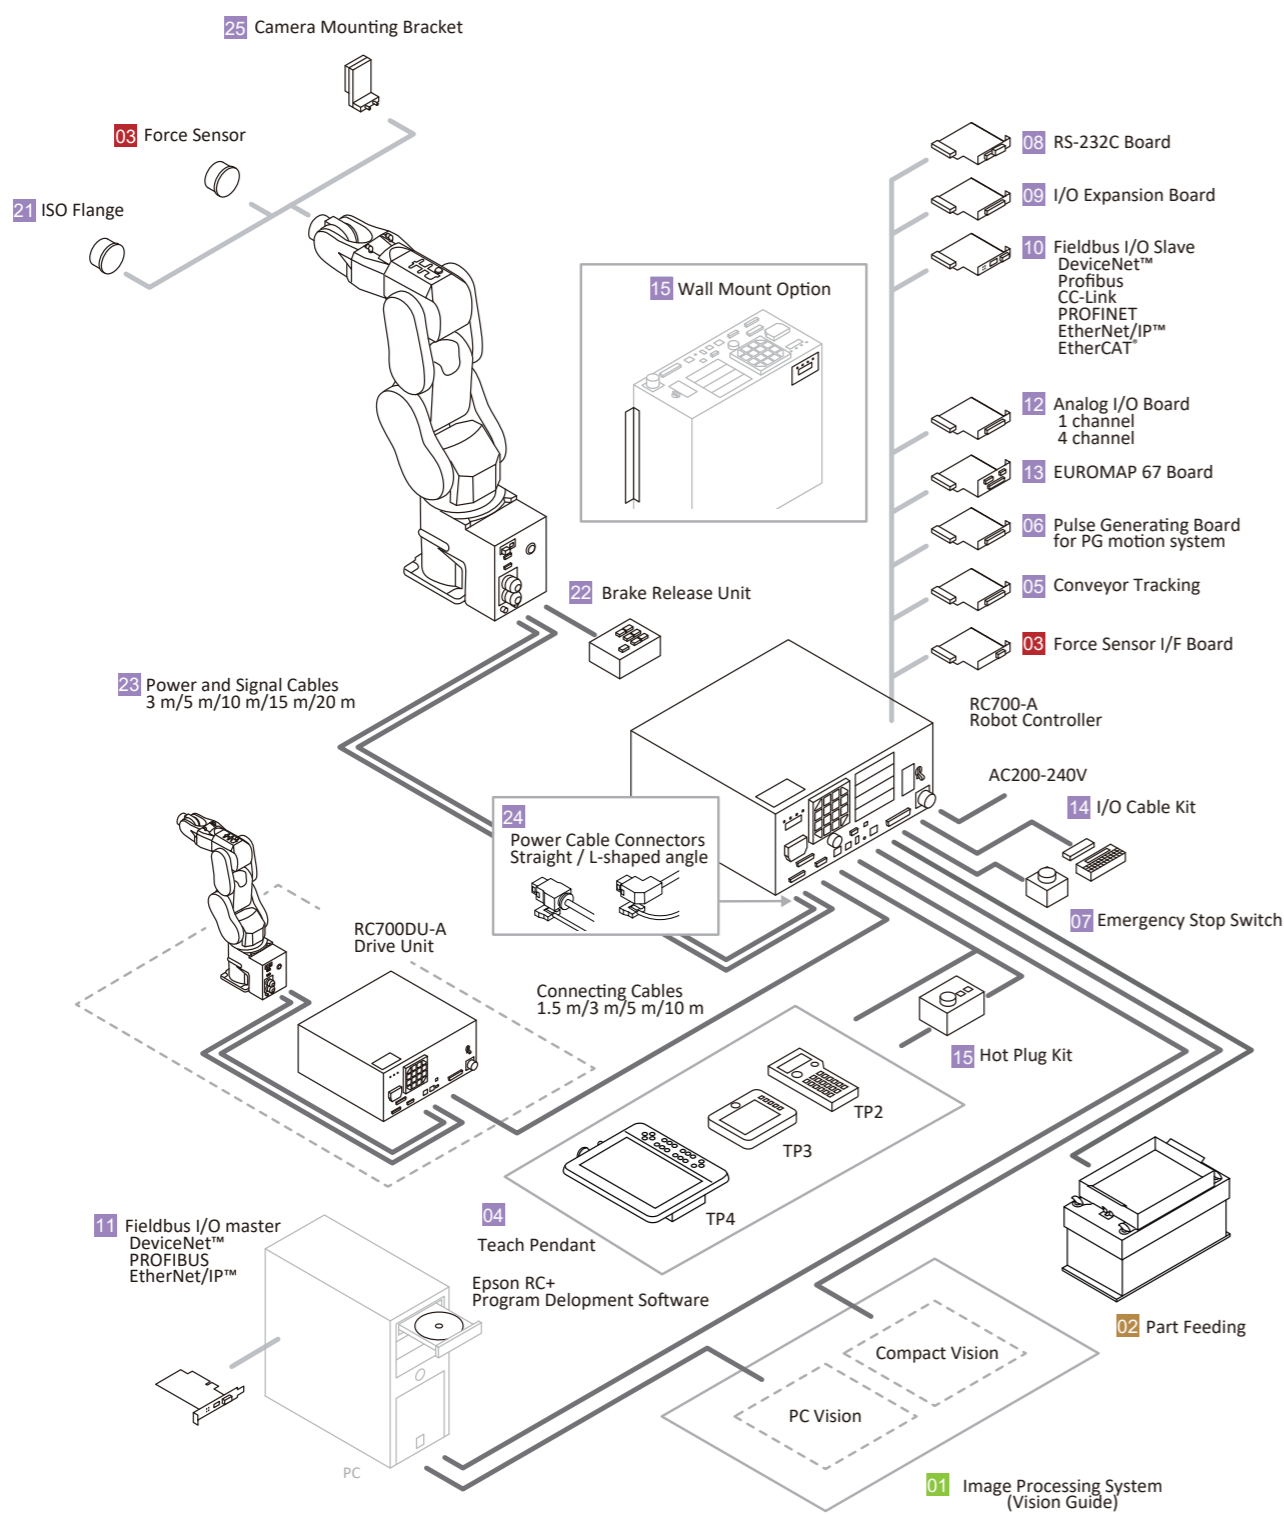 25 Camera Mounting Bracket
03 Force Sensor
21 ISO Flange
08 RS-232C Board
09 I/O Expansion Board
10 Fieldbus I/O Slave
DeviceNet™
Profibus
CC-Link
PROFINET
EtherNet/IP™
EtherCAT®
15 Wall Mount Option
12 Analog I/O Board
1 channel
4 channel
13 EUROMAP 67 Board
06 Pulse Generating Board
for PG motion system
05 Conveyor Tracking
03 Force Sensor I/F Board
22 Brake Release Unit
23 Power and Signal Cables
3 m/5 m/10 m/15 m/20 m
RC700-A
Robot Controller
AC200-240V
14 I/O Cable Kit
07 Emergency Stop Switch
24
Power Cable Connectors
Straight / L-shaped angle
RC700DU-A
Drive Unit
Connecting Cables
1.5 m/3 m/5 m/10 m
15 Hot Plug Kit
TP2
TP3
TP4
04
Teach Pendant
11 Fieldbus I/O master
DeviceNet™
PROFIBUS
EtherNet/IP™
Epson RC+
Program Delopment Software
PC
02 Part Feeding
Compact Vision
PC Vision
01 Image Processing System
(Vision Guide)